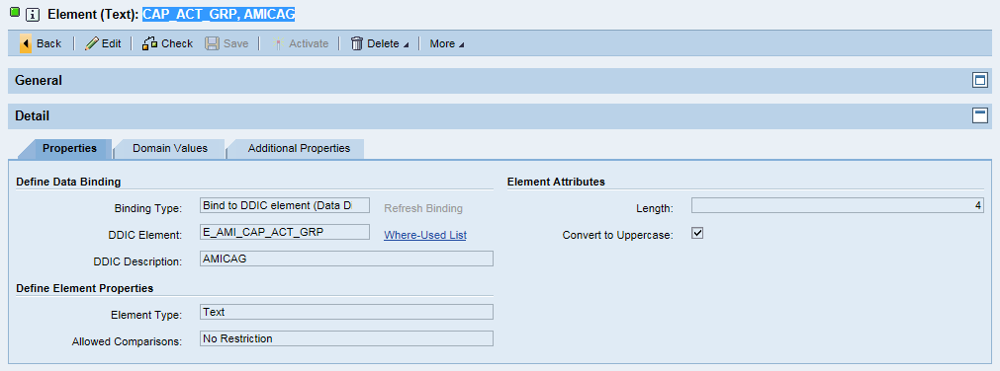 Element (Text): CAP_ACT_GRP, AMICAG
Back Edit Check Save Activate Delete More
General
Detail
Properties Domain Values Additional Properties
Define Data Binding
Binding Type: Bind to DDIC element (Data D Refresh Binding
DDIC Element: E_AMI_CAP_ACT_GRP Where-Used List
DDIC Description: AMICAG
Define Element Properties
Element Type: Text
Allowed Comparisons: No Restriction
Element Attributes
Length: 4
Convert to Uppercase: